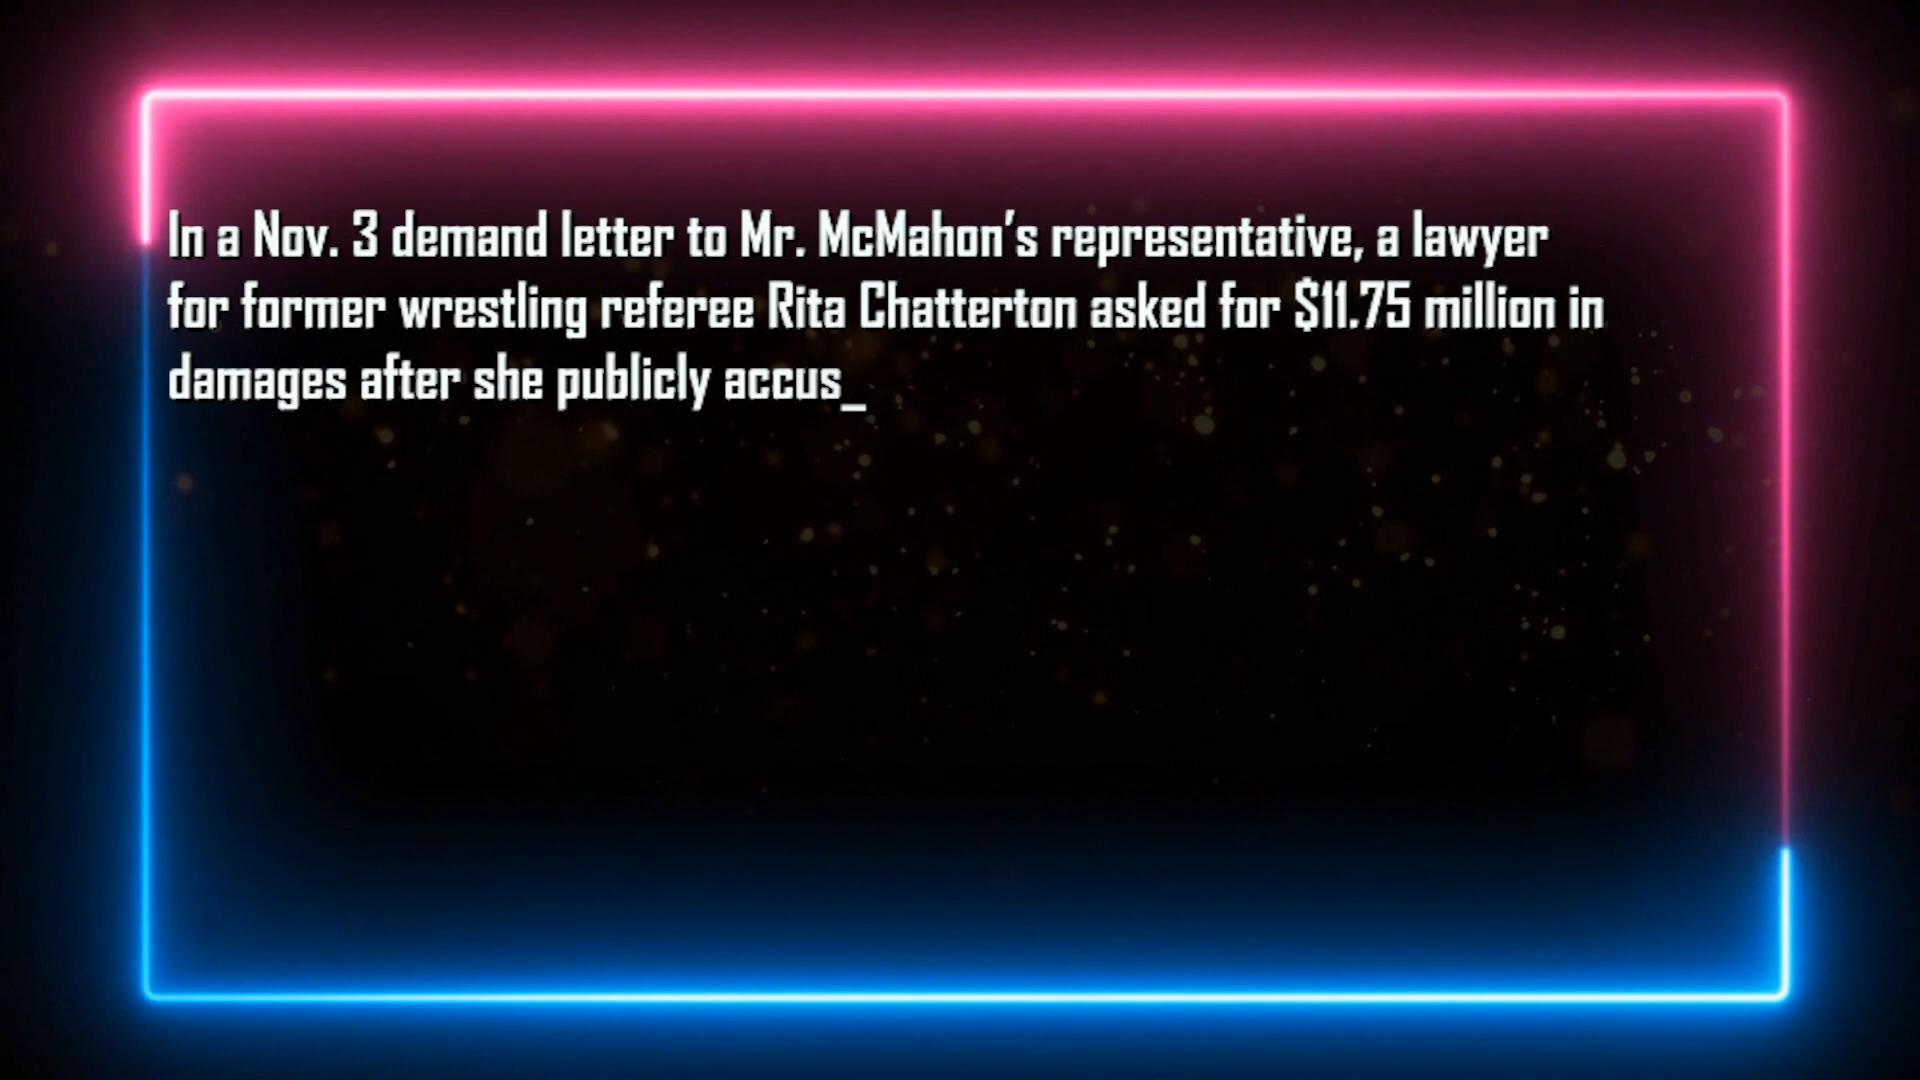 In a Nov. 3 demand letter to Mr. McMahon’s representative, a lawyer
for former wrestling referee Rita Chatterton asked for $11.75 million in
damages after she publicly accus_